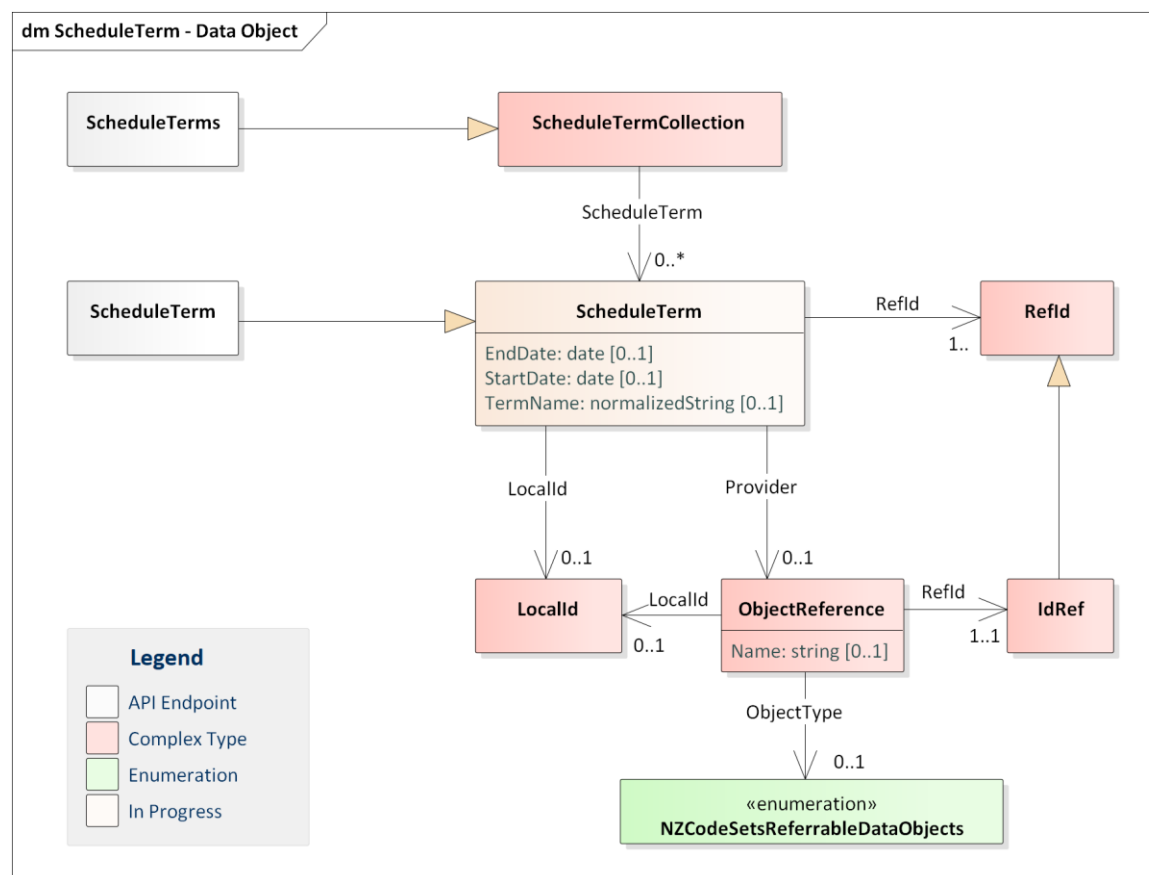 dm ScheduleTerm - Data Object
ScheduleTerms
ScheduleTermCollection
ScheduleTerm
0..*
ScheduleTerm
ScheduleTerm
EndDate: date [0..1]
StartDate: date [0..1]
TermName: normalizedString [0..1]
RefId
1..
RefId
LocalId
0..1
Provider
0..1
LocalId
LocalId
0..1
ObjectReference
Name: string [0..1]
RefId
1..1
IdRef
ObjectType
0..1
«enumeration»
NZCodeSetsReferrableDataObjects
Legend
API Endpoint
Complex Type
Enumeration
In Progress